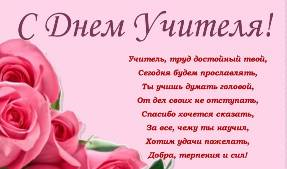 С Днем Учителя!
Учитель, труд достойный твой,
Сегодня будем прославлять,
Ты учишь думать головой,
От дел своих не отступать,
Спасибо хочется сказать,
За все, чему ты научил,
Хотим удачи пожелать,
Добра, терпения и сил!